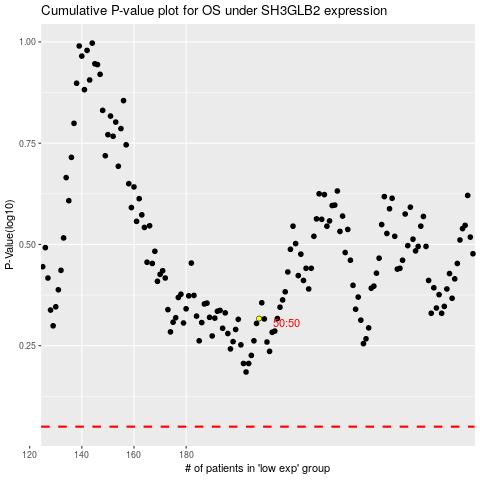 Cumulative P-value plot for OS under SH3GLB2 expression
P-Value(log10)
1.00
0.75
0.50
0.25
50:50
120 140 160 180
# of patients in 'low exp' group